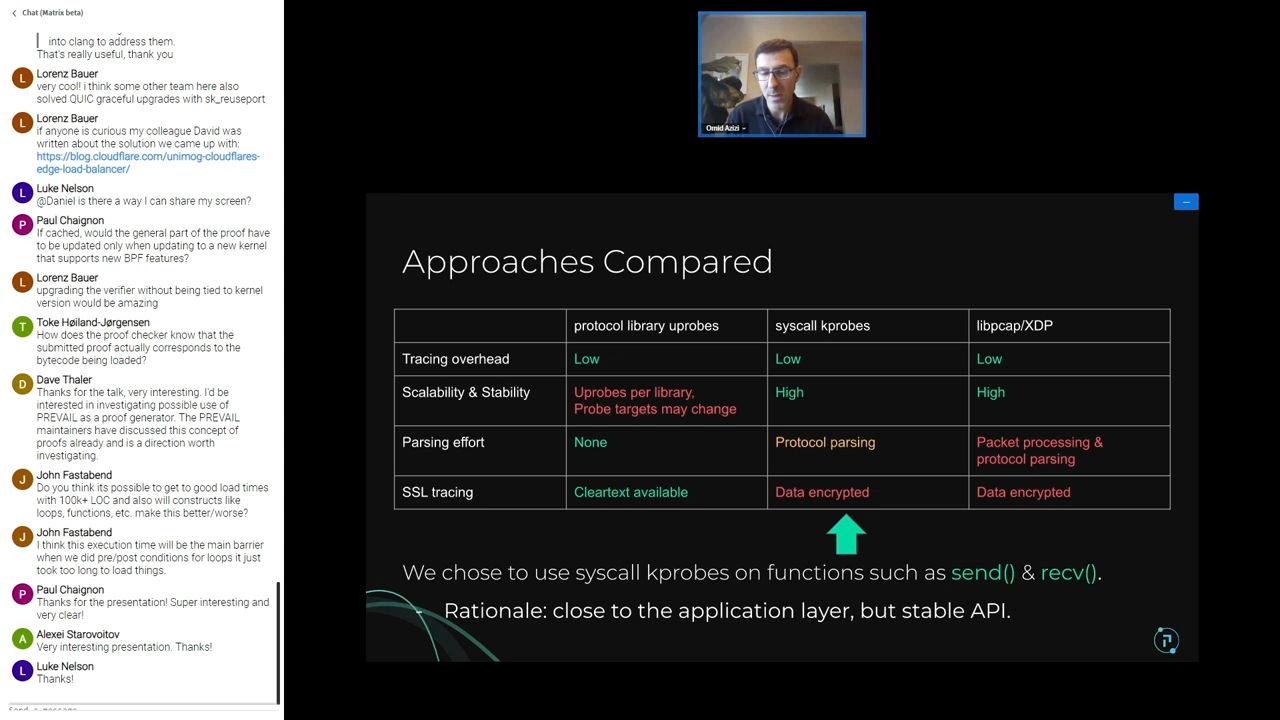 Chat (Matrix beta)
into clang to address them.
That's really useful, thank you
L
Lorenz Bauer
very cool! i think some other team here also
solved QUIC graceful upgrades with sk_reuseport
L
Lorenz Bauer
if anyone is curious my colleague David was
written about the solution we came up with:
https://blog.cloudflare.com/unimog-cloudflares-
edge-load-balancer/
L
Luke Nelson
@Daniel is there a way I can share my screen?
P
Paul Chaignon
If cached, would the general part of the proof have
to be updated only when updating to a new kernel
that supports new BPF features?
L
Lorenz Bauer
upgrading the verifier without being tied to kernel
version would be amazing
T
Toke Høiland-Jørgensen
How does the proof checker know that the
submitted proof actually corresponds to the
bytecode being loaded?
D
Dave Thaler
Thanks for the talk, very interesting. I'd be
interested in investigating possible use of
PREVAIL as a proof generator. The PREVAIL
maintainers have discussed this concept of
proofs already and is a direction worth
investigating.
J
John Fastabend
Do you think its possible to get to good load times
with 100k+ LOC and also will constructs like
loops, functions, etc. make this better/worse?
J
John Fastabend
I think this execution time will be the main barrier
when we did pre/post conditions for loops it just
took too long to load things.
P
Paul Chaignon
Thanks for the presentation! Super interesting and
very clear!
A
Alexei Starovoitov
Very interesting presentation. Thanks!
L
Luke Nelson
Thanks!
Send a message
Omid Azizi
Approaches Compared
protocol library uprobes
syscall kprobes
libpcap/XDP
Tracing overhead
Low
Low
Low
Scalability & Stability
Uprobes per library,
Probe targets may change
High
High
Parsing effort
None
Protocol parsing
Packet processing &
protocol parsing
SSL tracing
Cleartext available
Data encrypted
Data encrypted
We chose to use syscall kprobes on functions such as send() & recv().
- Rationale: close to the application layer, but stable API.